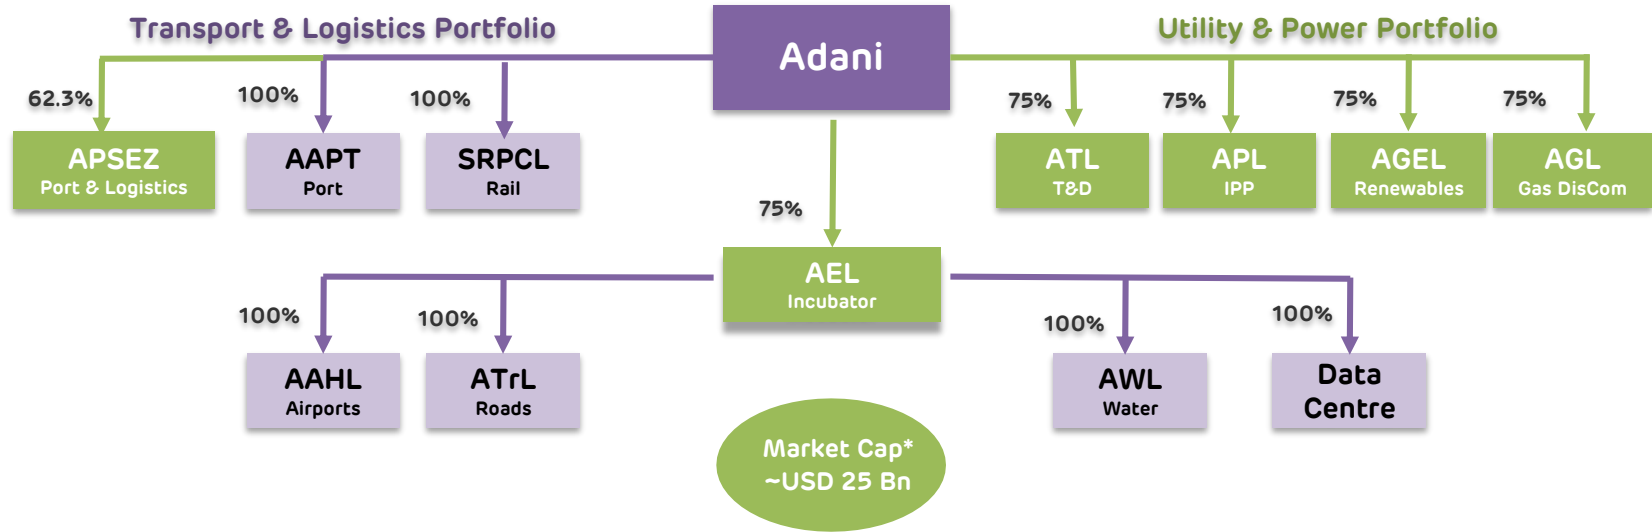 Transport & Logistics Portfolio
Adani
Utility & Power Portfolio
62.3%
100%
100%
75%
75%
75%
75%
APSEZ
Port & Logistics
AAPT
Port
SRPCL
Rail
ATL
T&D
APL
IPP
AGEL
Renewables
AGL
Gas DisCom
75%
AEL
Incubator
100%
100%
100%
100%
AAHL
Airports
ATrL
Roads
AWL
Water
Data
Centre
Market Cap*
~USD 25 Bn